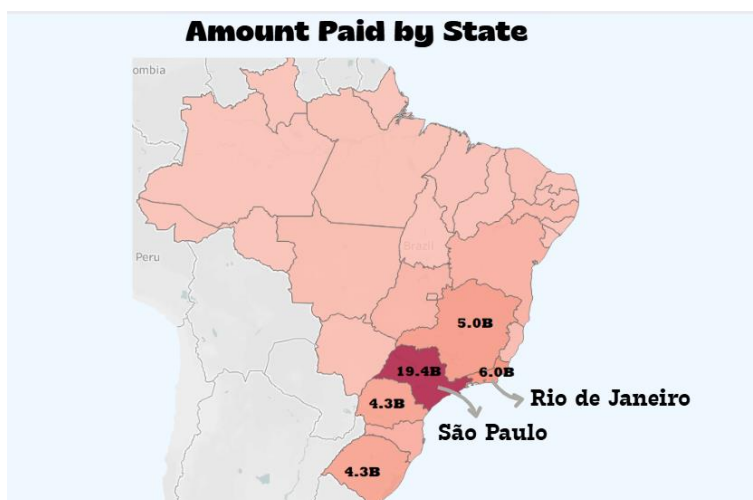 Amount Paid by State
ombia
Brazil
Peru
5.0B
19.4B
6.0B
4.3B
Rio de Janeiro
São Paulo
4.3B